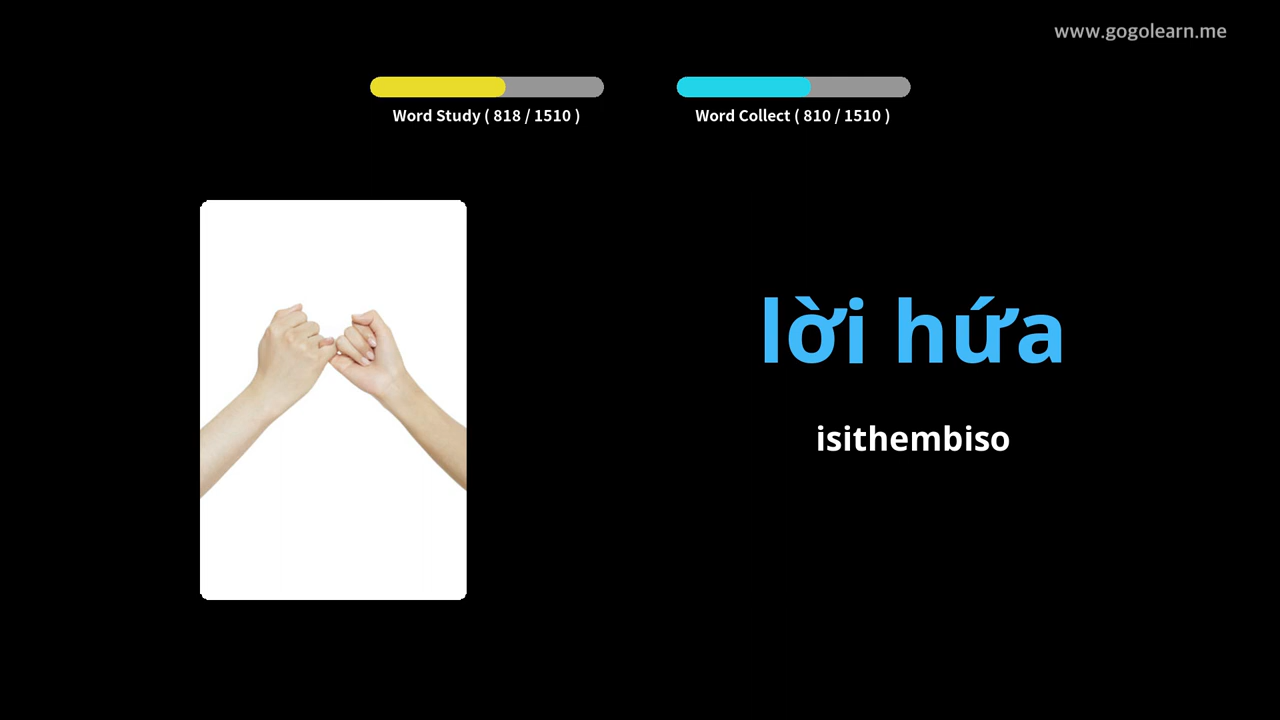 www.gogolearn.me
Word Study ( 818 / 1510 )
Word Collect ( 810 / 1510 )
lời hứa
isithembiso